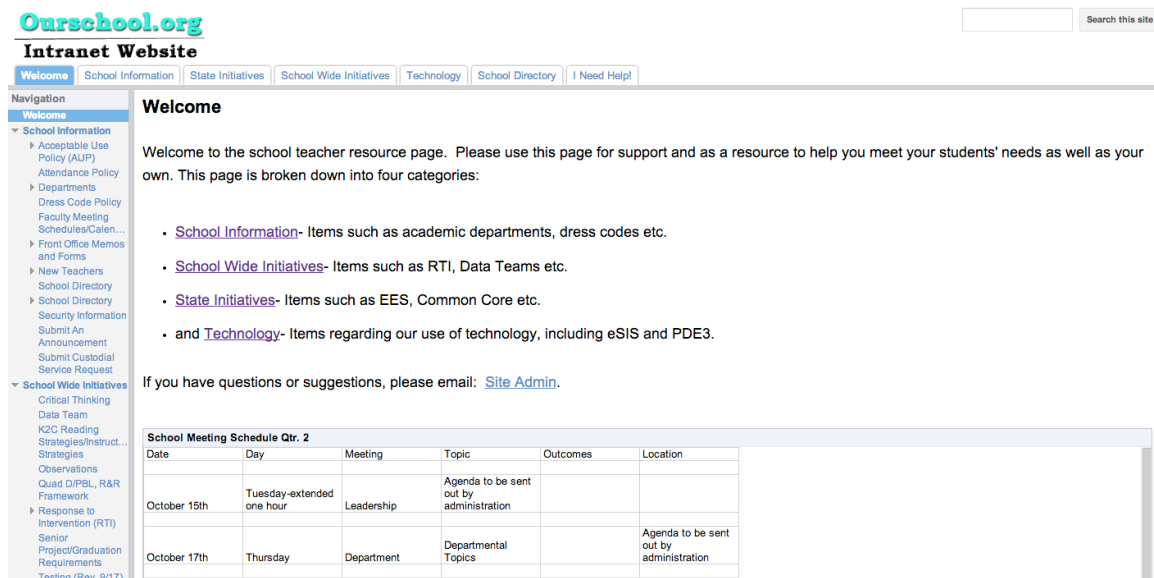 Ourschool.org
Intranet Website
Search this site
Welcome
School Information
State Initiatives
School Wide Initiatives
Technology
School Directory
I Need Help!
Navigation
Welcome
School Information
Acceptable Use
Policy (AUP)
Attendance Policy
Departments
Dress Code Policy
Faculty Meeting
Schedules/Calen...
Front Office Memos
and Forms
New Teachers
School Directory
School Directory
Security Information
Submit An
Announcement
Submit Custodial
Service Request
School Wide Initiatives
Critical Thinking
Data Team
K2C Reading
Strategies/Instruct...
Strategies
Observations
Quad D/PBL, R&R
Framework
Response to
Intervention (RTI)
Senior
Project/Graduation
Requirements
Testing (Rev. 9/17)
Welcome
Welcome to the school teacher resource page.  Please use this page for support and as a resource to help you meet your students' needs as well as your
own. This page is broken down into four categories:
• School Information- Items such as academic departments, dress codes etc.
• School Wide Initiatives- Items such as RTI, Data Teams etc.
• State Initiatives- Items such as EES, Common Core etc.
• and Technology- Items regarding our use of technology, including eSIS and PDE3.
If you have questions or suggestions, please email:  Site Admin.
School Meeting Schedule Qtr. 2
Date Day Meeting Topic Outcomes Location
October 15th
Tuesday-extended
one hour
Leadership
Agenda to be sent
out by
administration
October 17th
Thursday
Department
Departmental
Topics
Agenda to be sent
out by
administration